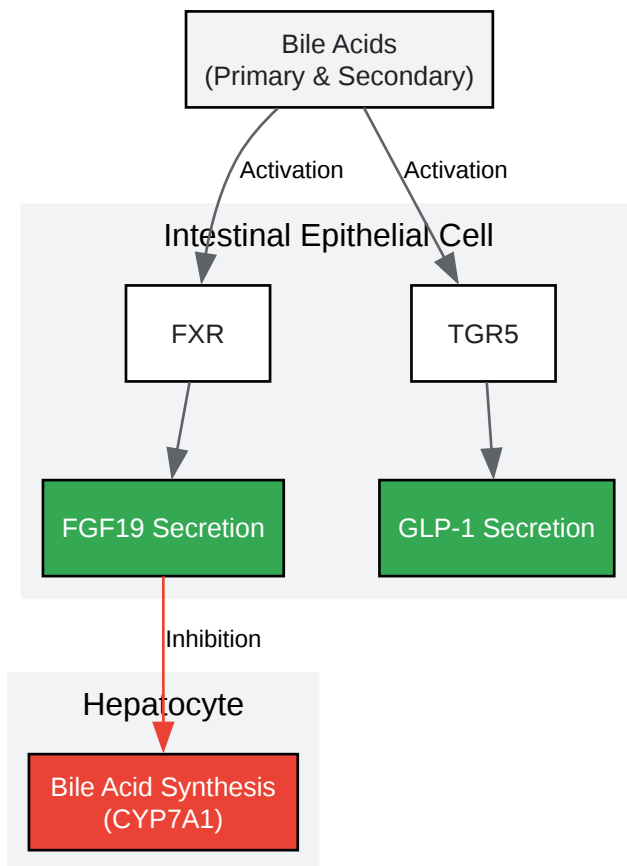 Bile Acids
(Primary & Secondary)
Activation
Activation
Intestinal Epithelial Cell
FXR
TGR5
FGF19 Secretion
GLP-1 Secretion
Inhibition
Hepatocyte
Bile Acid Synthesis
(CYP7A1)